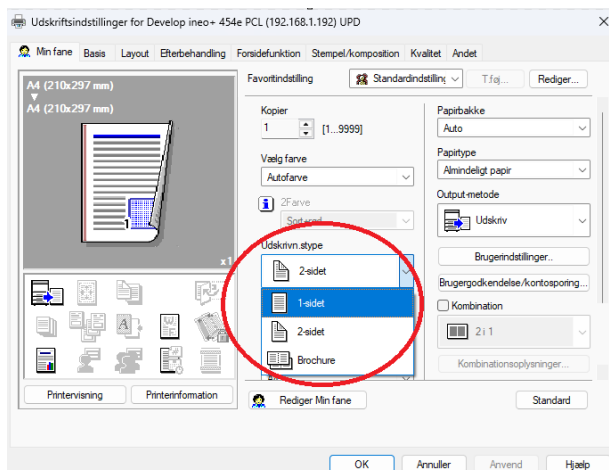 Udskriftsindstillinger for Develop ineo+ 454e PCL (192.168.1.192) UPD
Min fane Basis Layout Efterbehandling Forsidefunktion Stempel/komposition Kvalitet Andet
A4 (210x297 mm)
A4 (210x297 mm)
1
x1
Printervisning
Printerinformation
Favoritindstilling
Standardindstilling
T.føj...
Rediger...
Kopier
1
[1...9999]
Vælg farve
Autofarve
2Farve
Sort+rød
Udskrivn.stype
2-sidet
1-sidet
2-sidet
Brochure
Papirbakke
Auto
Papirtype
Almindeligt papir
Output-metode
Udskriv
Brugerindstillinger..
Brugergodkendelse/kontosporing...
Kombination
2 i 1
Kombinationsoplysninger...
Rediger Min fane
Standard
OK
Annuller
Anvend
Hjælp